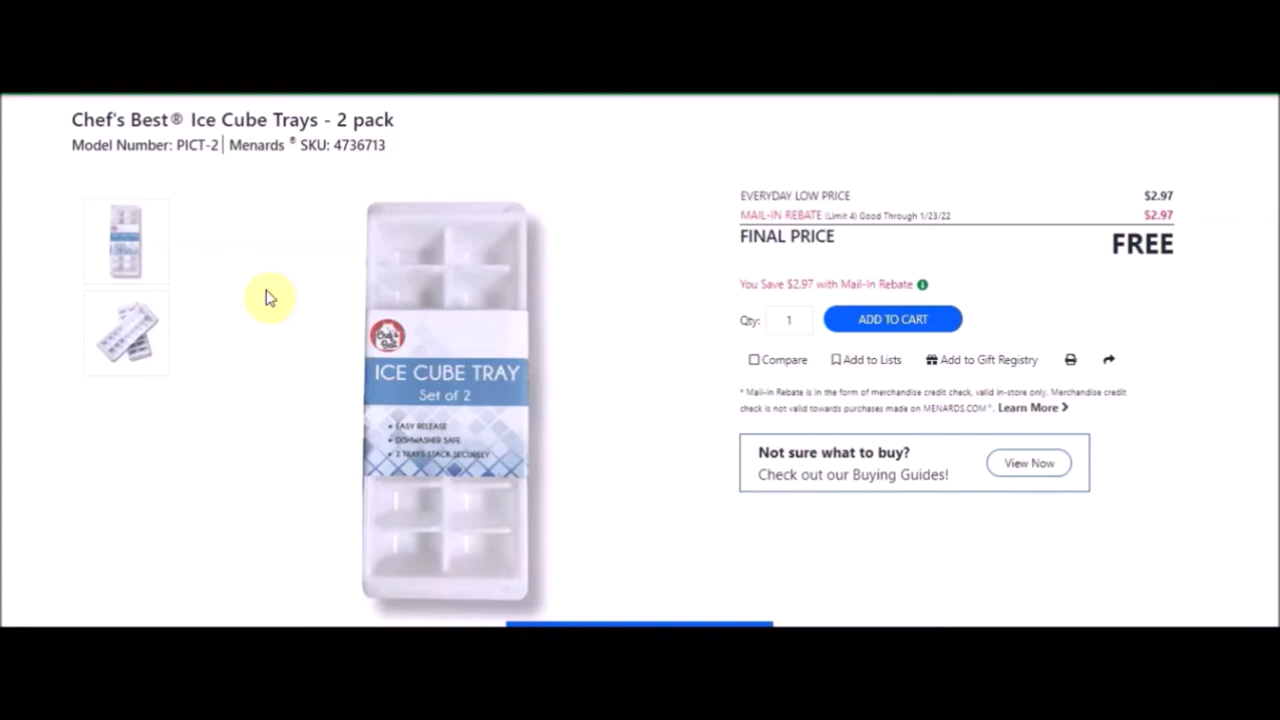 Chef's Best® Ice Cube Trays - 2 pack
Model Number: PICT-2 | Menards ® SKU: 4736713
EVERYDAY LOW PRICE $2.97
MAIL-IN REBATE (Limit 4) Good Through 1/23/22 $2.97
FINAL PRICE FREE
You Save $2.97 with Mail-In Rebate
Qty: 1 ADD TO CART
Compare Add to Lists Add to Gift Registry
* Mail-in Rebate is in the form of merchandise credit check, valid in-store only. Merchandise credit
check is not valid towards purchases made on MENARDS.COM®. Learn More
Not sure what to buy?
Check out our Buying Guides!
View Now
Chef's
Best
ICE CUBE TRAY
Set of 2
• EASY RELEASE
• DISHWASHER SAFE
• 2 TRAYS STACK SECURELY